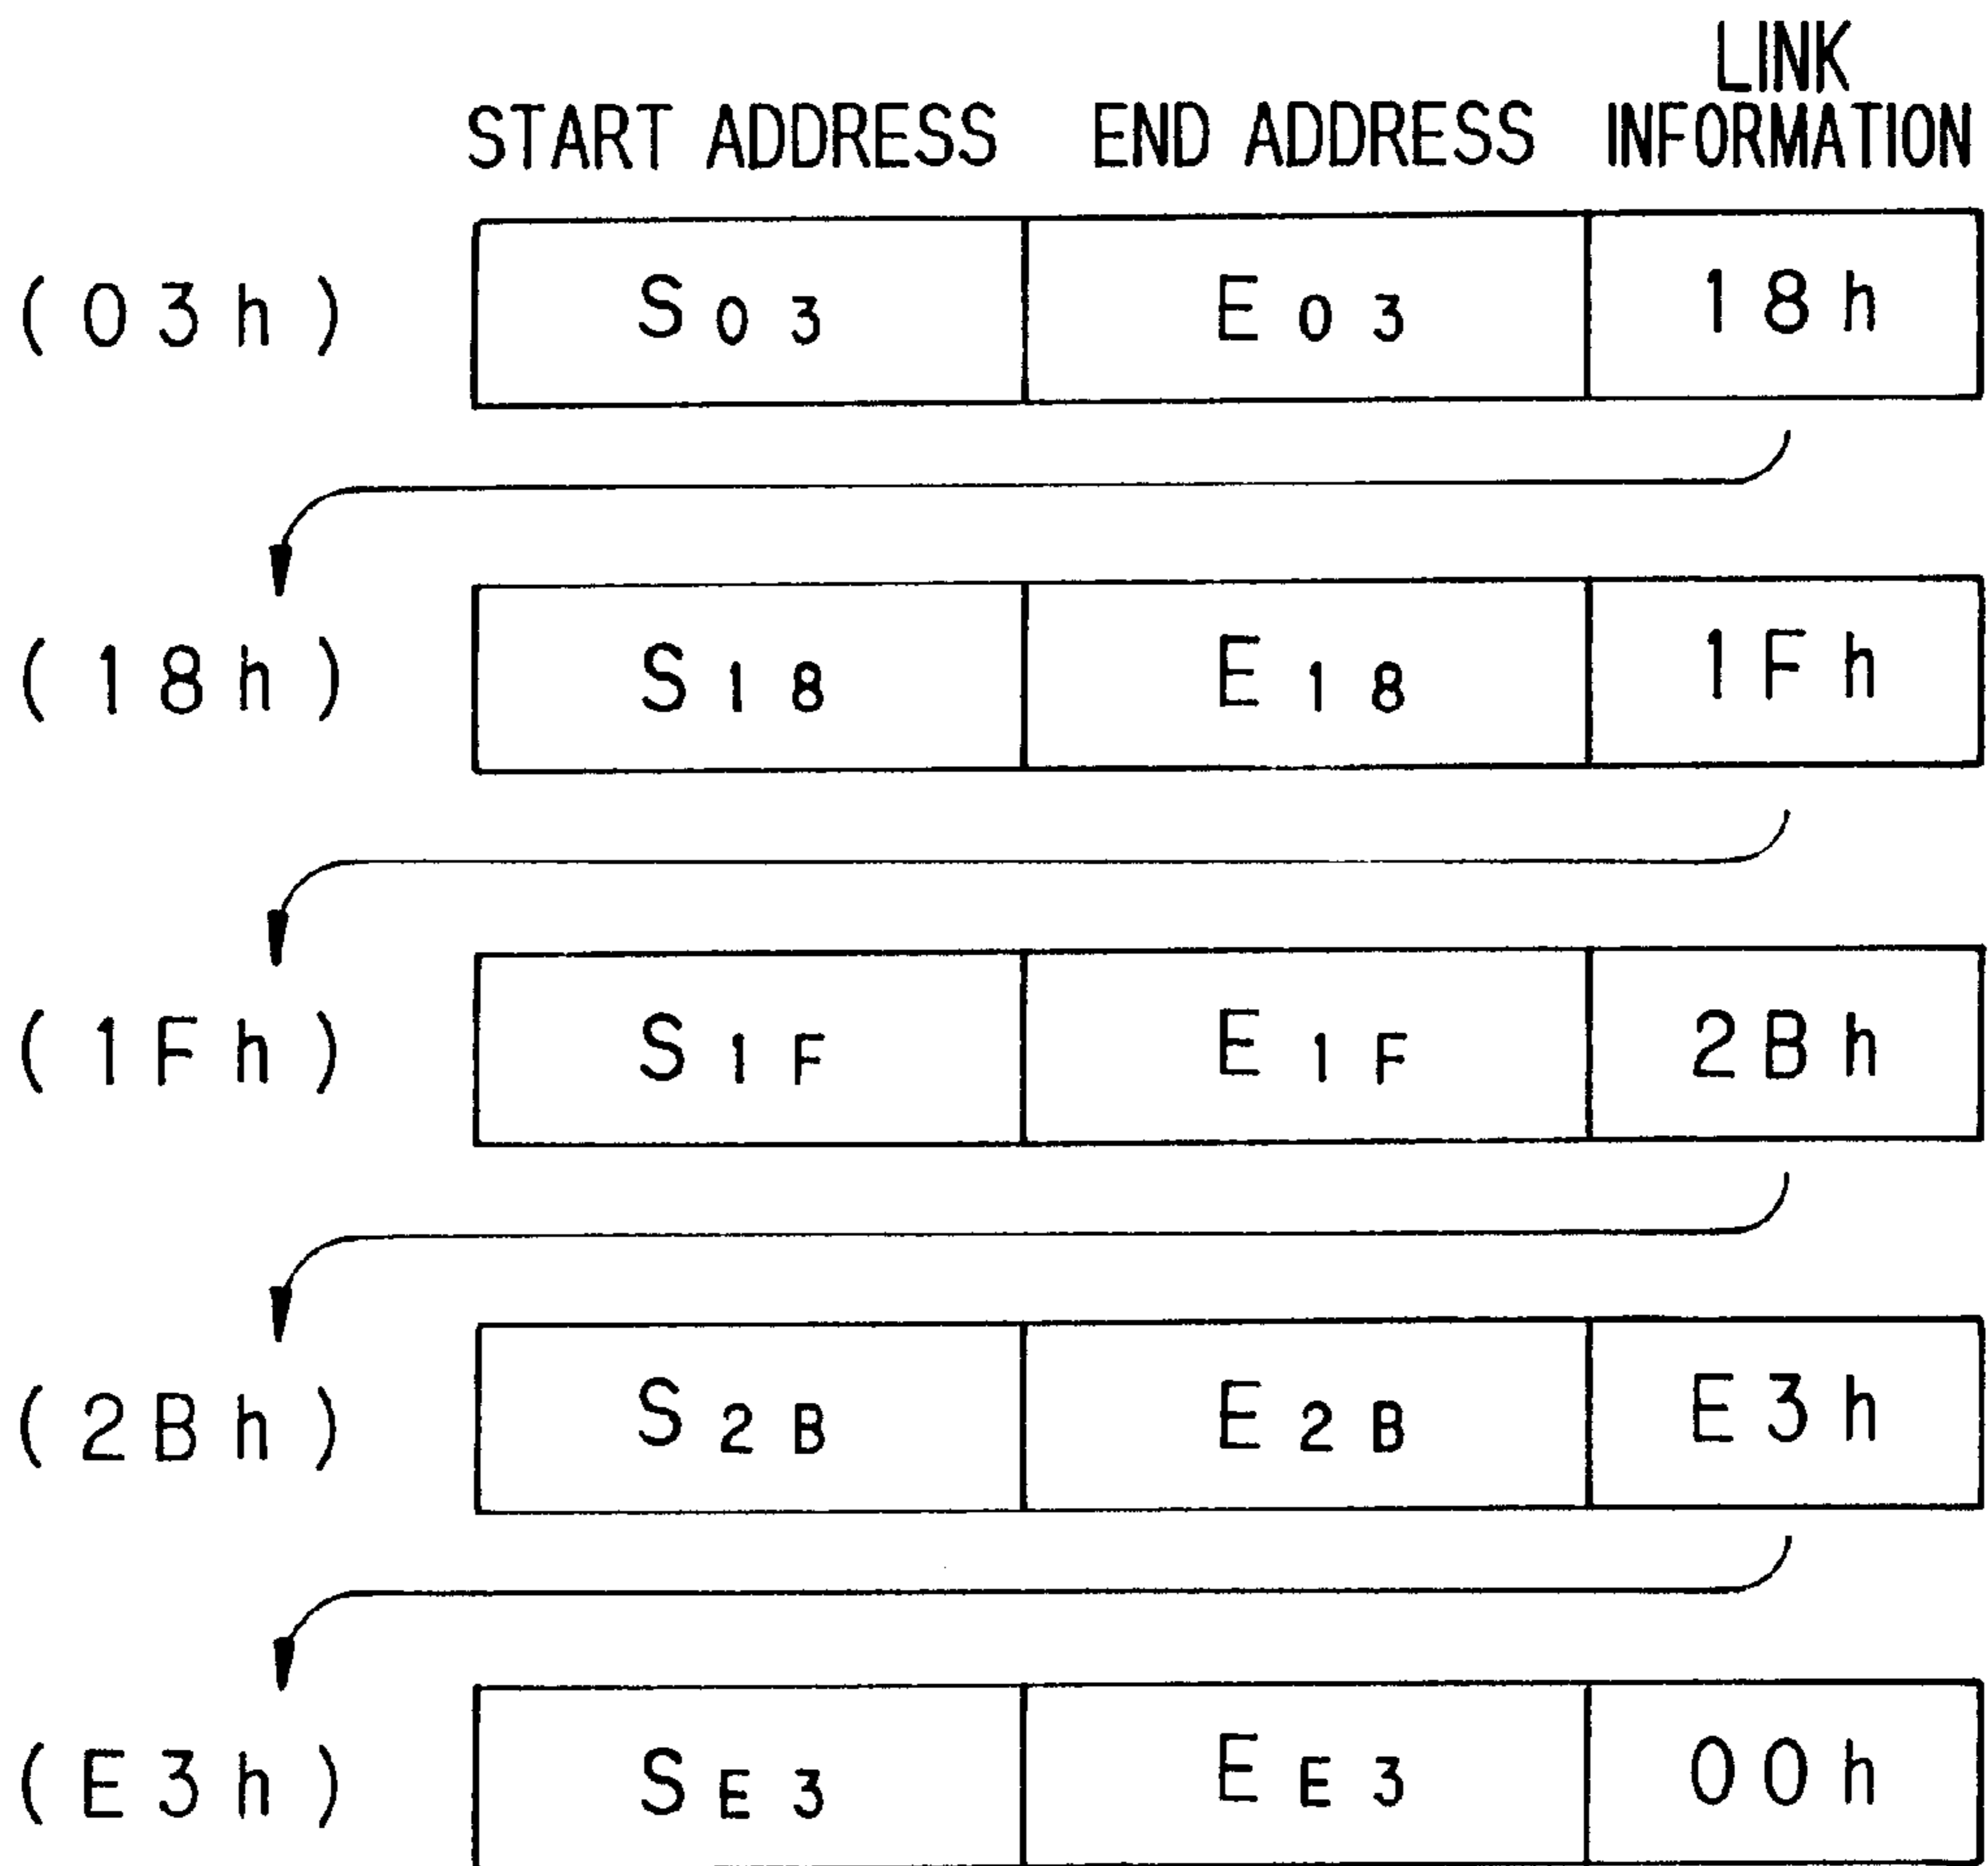 LINK
START ADDRESS END ADDRESS INFORMATION
(03h) S03 E03 18h
(18h) S18 E18 1Fh
(1Fh) S1F E1F 2Bh
(2Bh) S2B E2B E3h
(E3h) SE3 EE3 00h